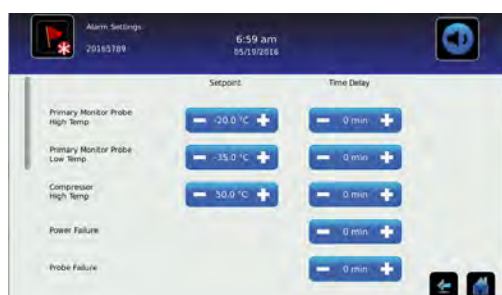 Alarm Settings
20165789
6:59 am
05/19/2016
Setpoint
Time Delay
Primary Monitor Probe
High Temp
-20.0 °C
0 min
Primary Monitor Probe
Low Temp
-35.0 °C
0 min
Compressor
High Temp
50.0 °C
0 min
Power Failure
0 min
Probe Failure
0 min